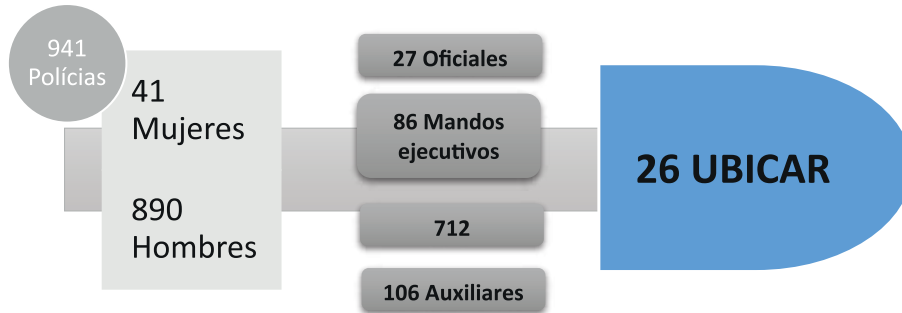 941
Polícias
41
Mujeres
890
Hombres
27 Oficiales
86 Mandos
ejecutivos
712
106 Auxiliares
26 UBICAR